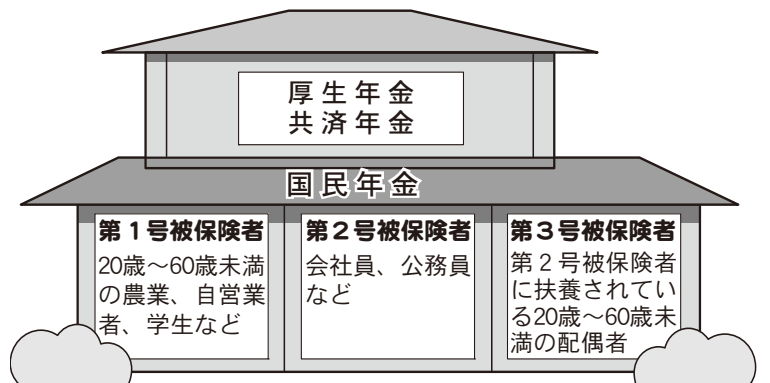 厚生年金
共済年金
国民年金
第1号被保険者
20歳～60歳未満
の農業、自営業
者、学生など
第2号被保険者
会社員、公務員
など
第3号被保険者
第2号被保険者
に扶養されてい
る20歳～60歳未
満の配偶者